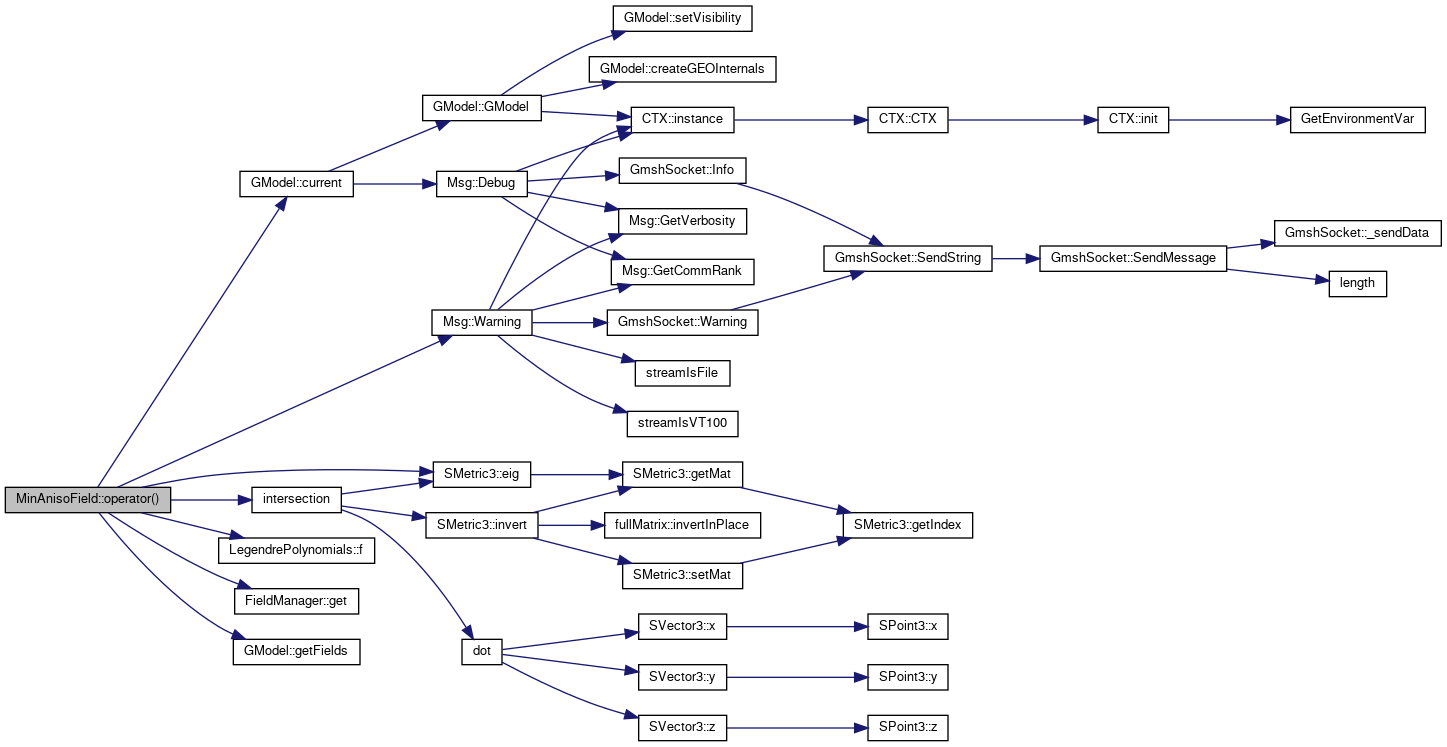 GModel::setVisibility
GModel::createGEOInternals
GModel::GModel
CTX::instance
CTX::CTX
CTX::init
GetEnvironmentVar
GModel::current
Msg::Debug
GmshSocket::Info
Msg::GetVerbosity
GmshSocket::_sendData
GmshSocket::SendString
GmshSocket::SendMessage
Msg::GetCommRank
length
Msg::Warning
GmshSocket::Warning
streamIsFile
streamIsVT100
SMetric3::eig
SMetric3::getMat
MinAnisoField::operator()
intersection
SMetric3::invert
fullMatrix::invertInPlace
SMetric3::getIndex
LegendrePolynomials::f
SMetric3::setMat
FieldManager::get
SVector3::x
SPoint3::x
GModel::getFields
dot
SVector3::y
SPoint3::y
SVector3::z
SPoint3::z